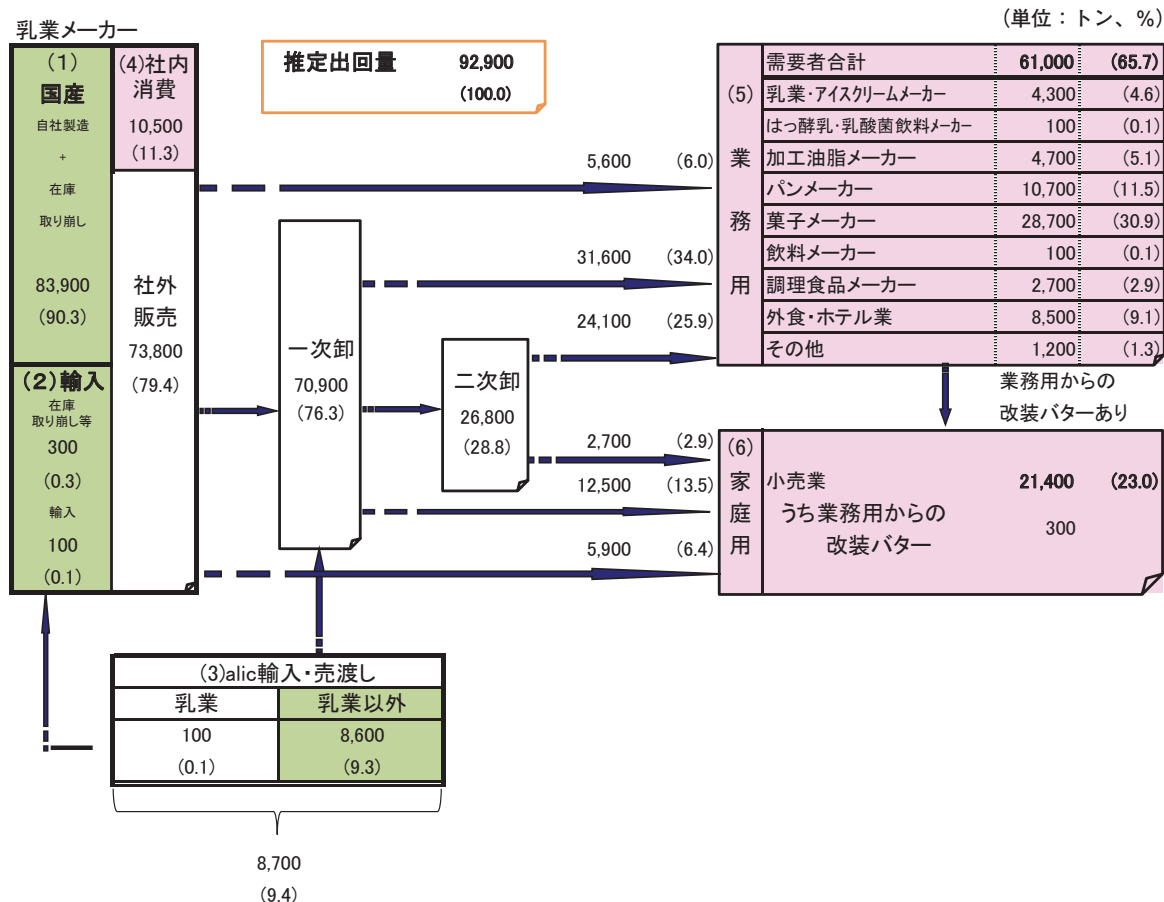 (単位：トン、%)
乳業メーカー
(1)
国産
自社製造
+
在庫
取り崩し
83,900
(90.3)
(2)輸入
在庫
取り崩し等
300
(0.3)
輸入
100
(0.1)
(4)社内
消費
10,500
(11.3)
社外
販売
73,800
(79.4)
推定出回量 92,900
(100.0)
一次卸
70,900
(76.3)
二次卸
26,800
(28.8)
5,600 (6.0)
31,600 (34.0)
24,100 (25.9)
2,700 (2.9)
12,500 (13.5)
5,900 (6.4)
(5)
業
務
用
需要者合計 61,000 (65.7)
乳業・アイスクリームメーカー 4,300 (4.6)
はっ酵乳・乳酸菌飲料メーカー 100 (0.1)
加工油脂メーカー 4,700 (5.1)
パンメーカー 10,700 (11.5)
菓子メーカー 28,700 (30.9)
飲料メーカー 100 (0.1)
調理食品メーカー 2,700 (2.9)
外食・ホテル業 8,500 (9.1)
その他 1,200 (1.3)
業務用からの
改装バターあり
(6)
家
庭
用
小売業 21,400 (23.0)
うち業務用からの
改装バター 300
(3)alic輸入・売渡し
乳業 乳業以外
100 8,600
(0.1) (9.3)
8,700
(9.4)